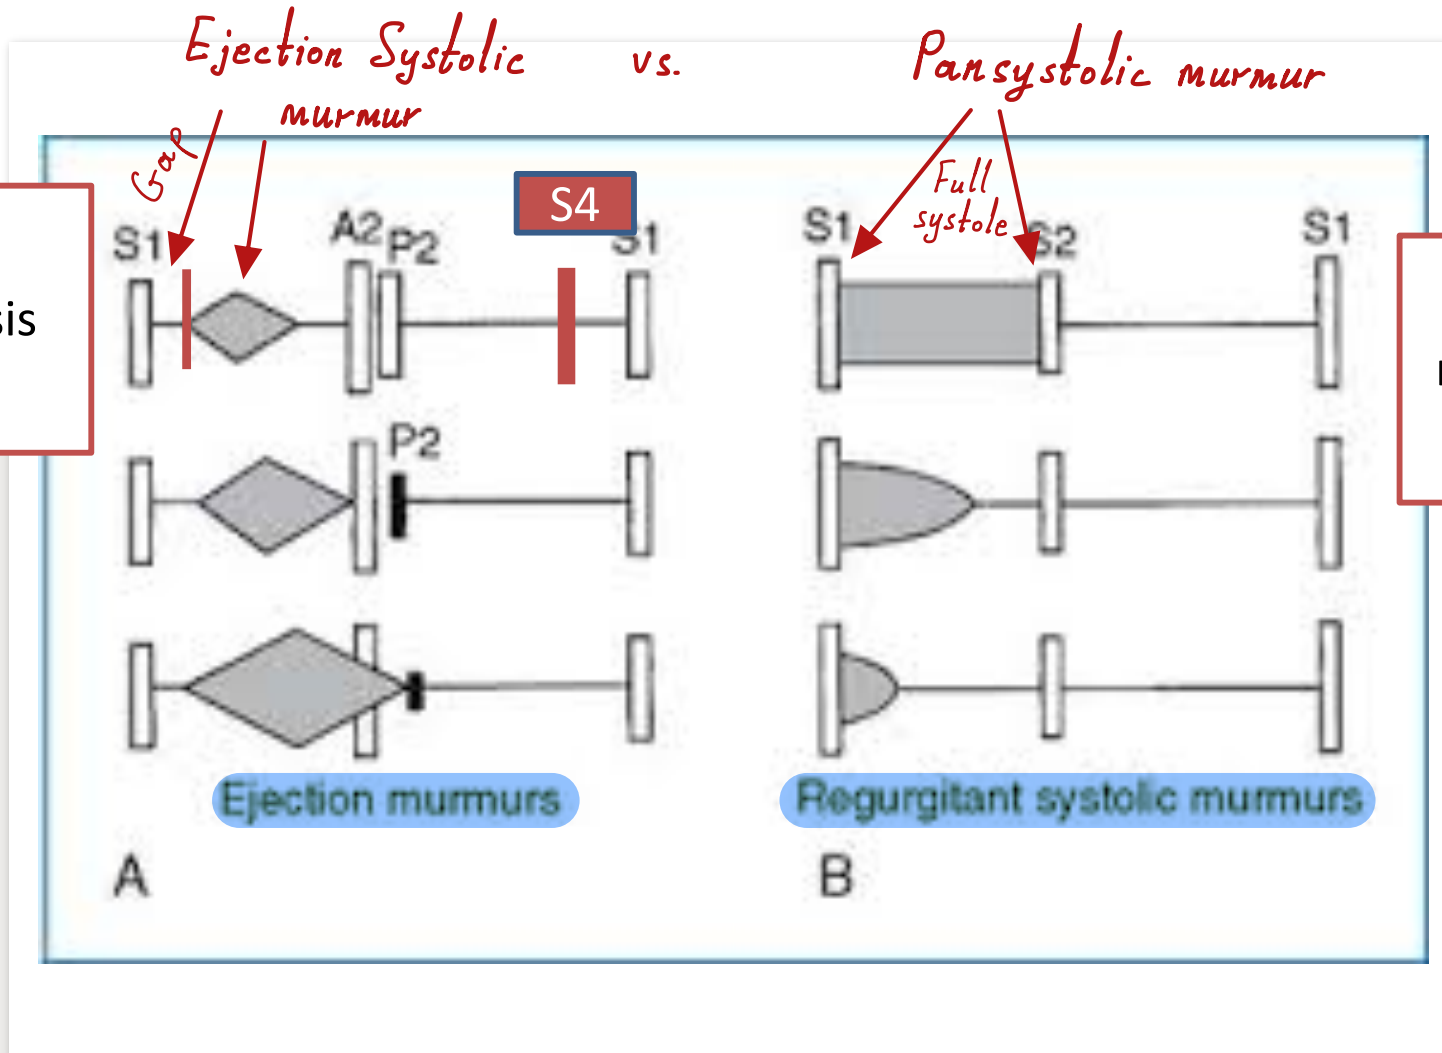 Ejection Systolic vs. Pansystolic murmur
murmur
Gap
Full
systole
S4
S1 A2 P2 S1 S1 S2 S1
sis
P2
Ejection murmurs Regurgitant systolic murmurs
A B